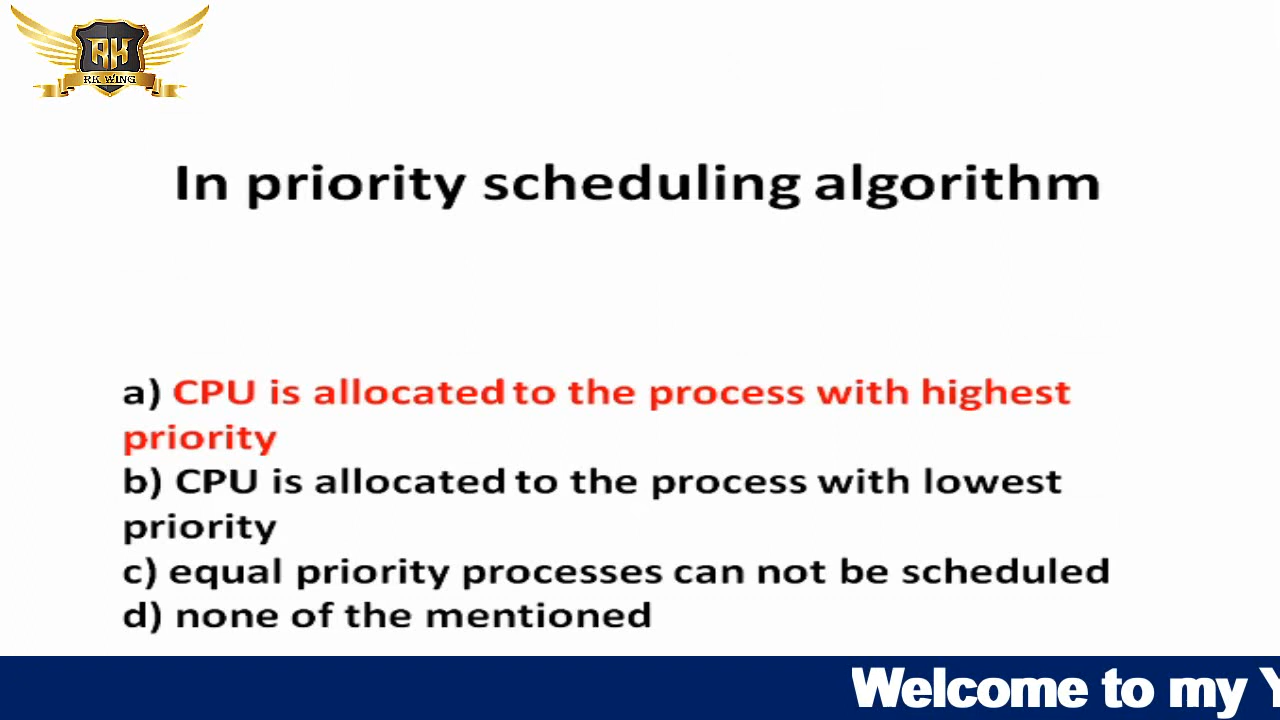 RK
RK WING
In priority scheduling algorithm
a) CPU is allocated to the process with highest
priority
b) CPU is allocated to the process with lowest
priority
c) equal priority processes can not be scheduled
d) none of the mentioned
Welcome to my Y